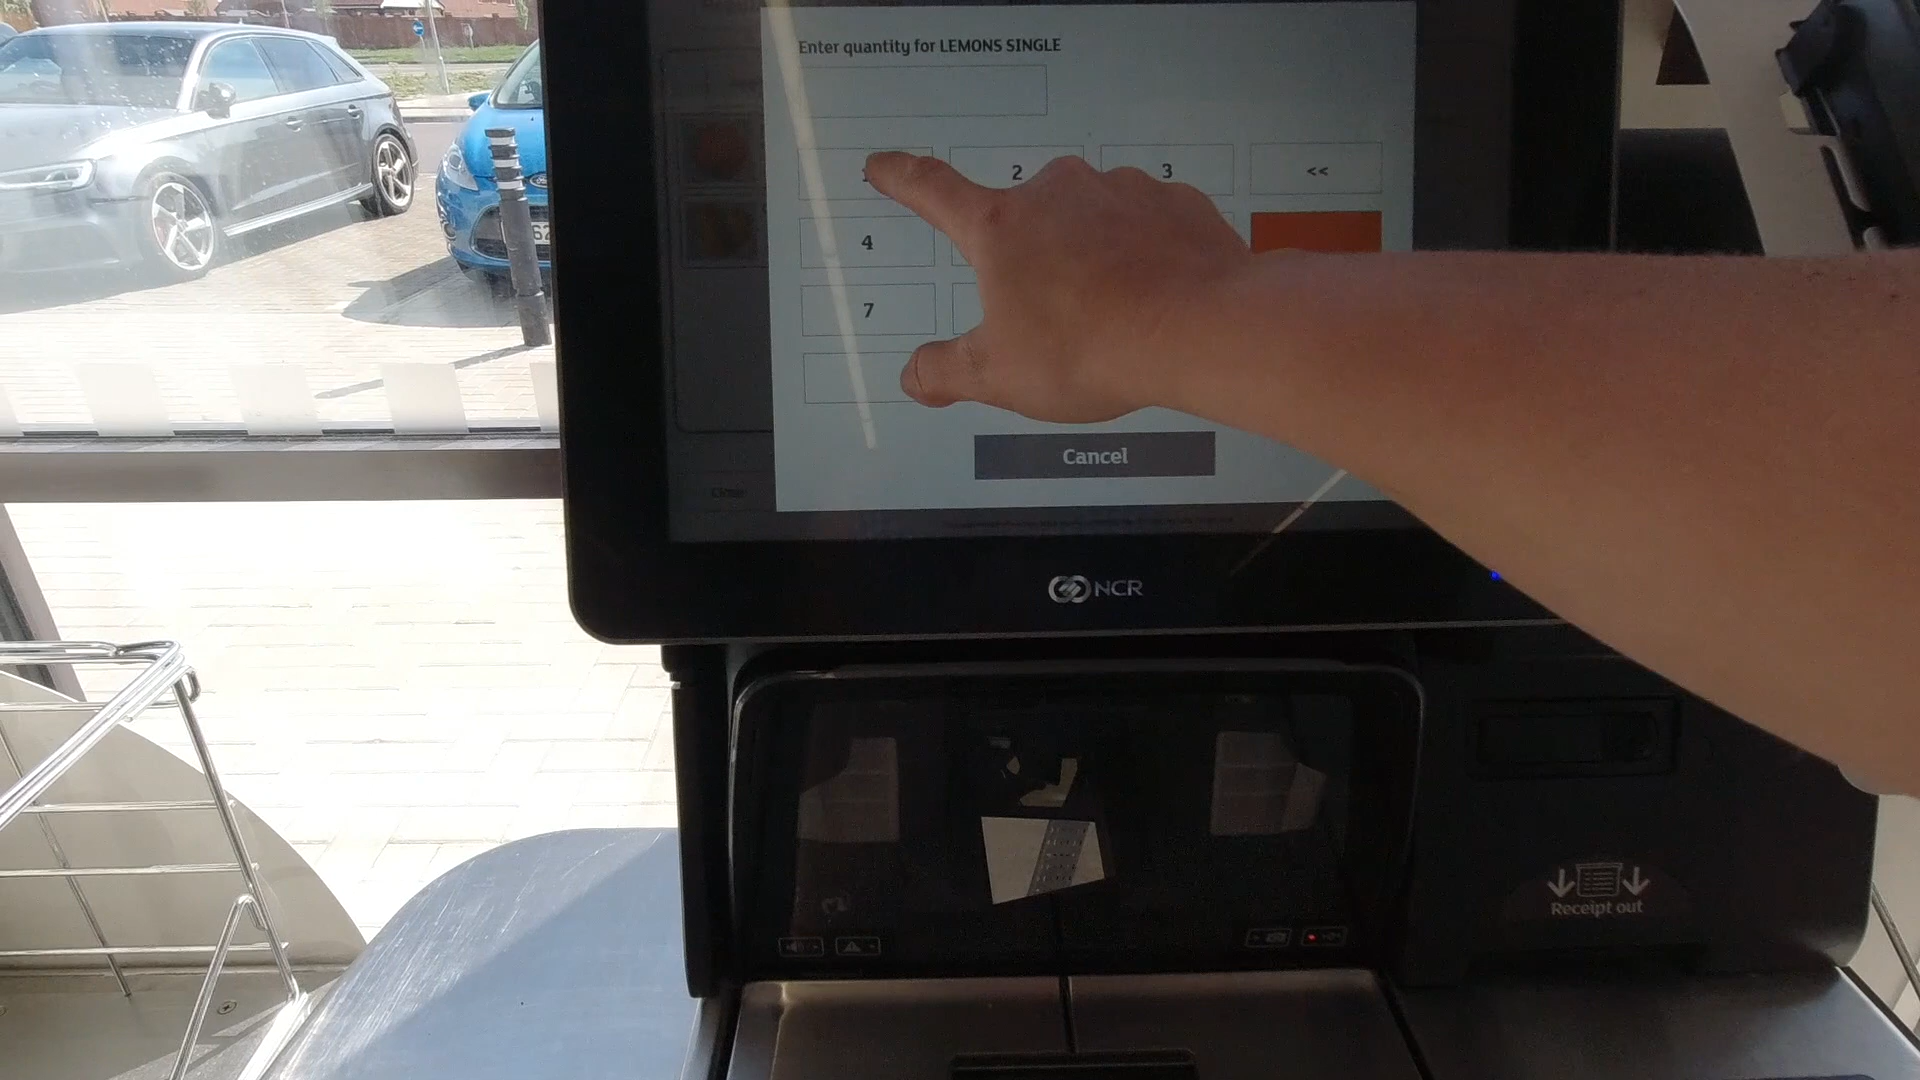 Enter quantity for LEMONS SINGLE
2
3
<<
4
7
Cancel
NCR
Receipt out